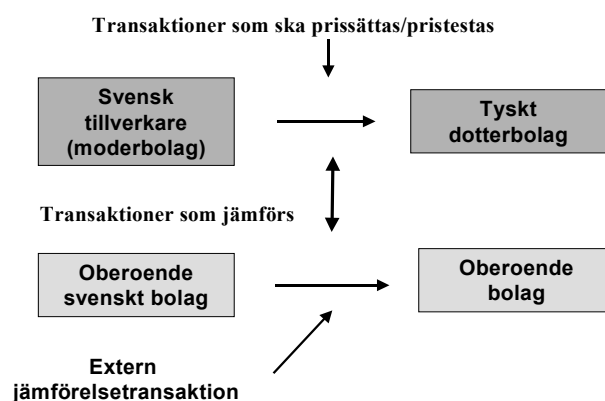 Transaktioner som ska prissättas/pristestas
Svensk
tillverkare
(moderbolag)
Tyskt
dotterbolag
Transaktioner som jämförs
Oberoende
svenskt bolag
Oberoende
bolag
Extern
jämförelsetransaktion